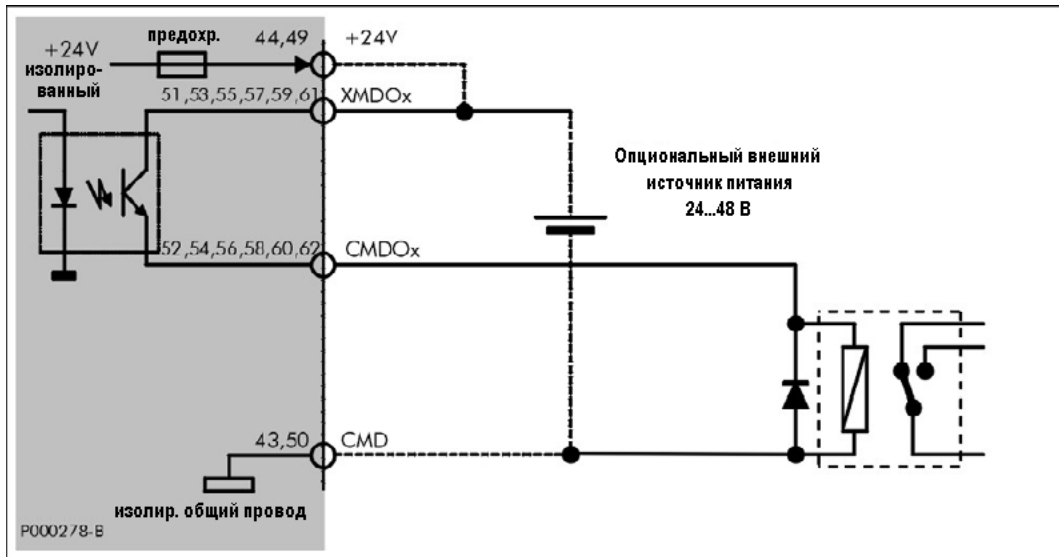 предохр.
44,49
+24V
+24V
изолиро-
ванный
51,53,55,57,59,61
XMDOx
Опциональный внешний
источник питания
24...48 В
52,54,56,58,60,62
CMDOx
43,50
CMD
изолир. общий провод
P000278-B